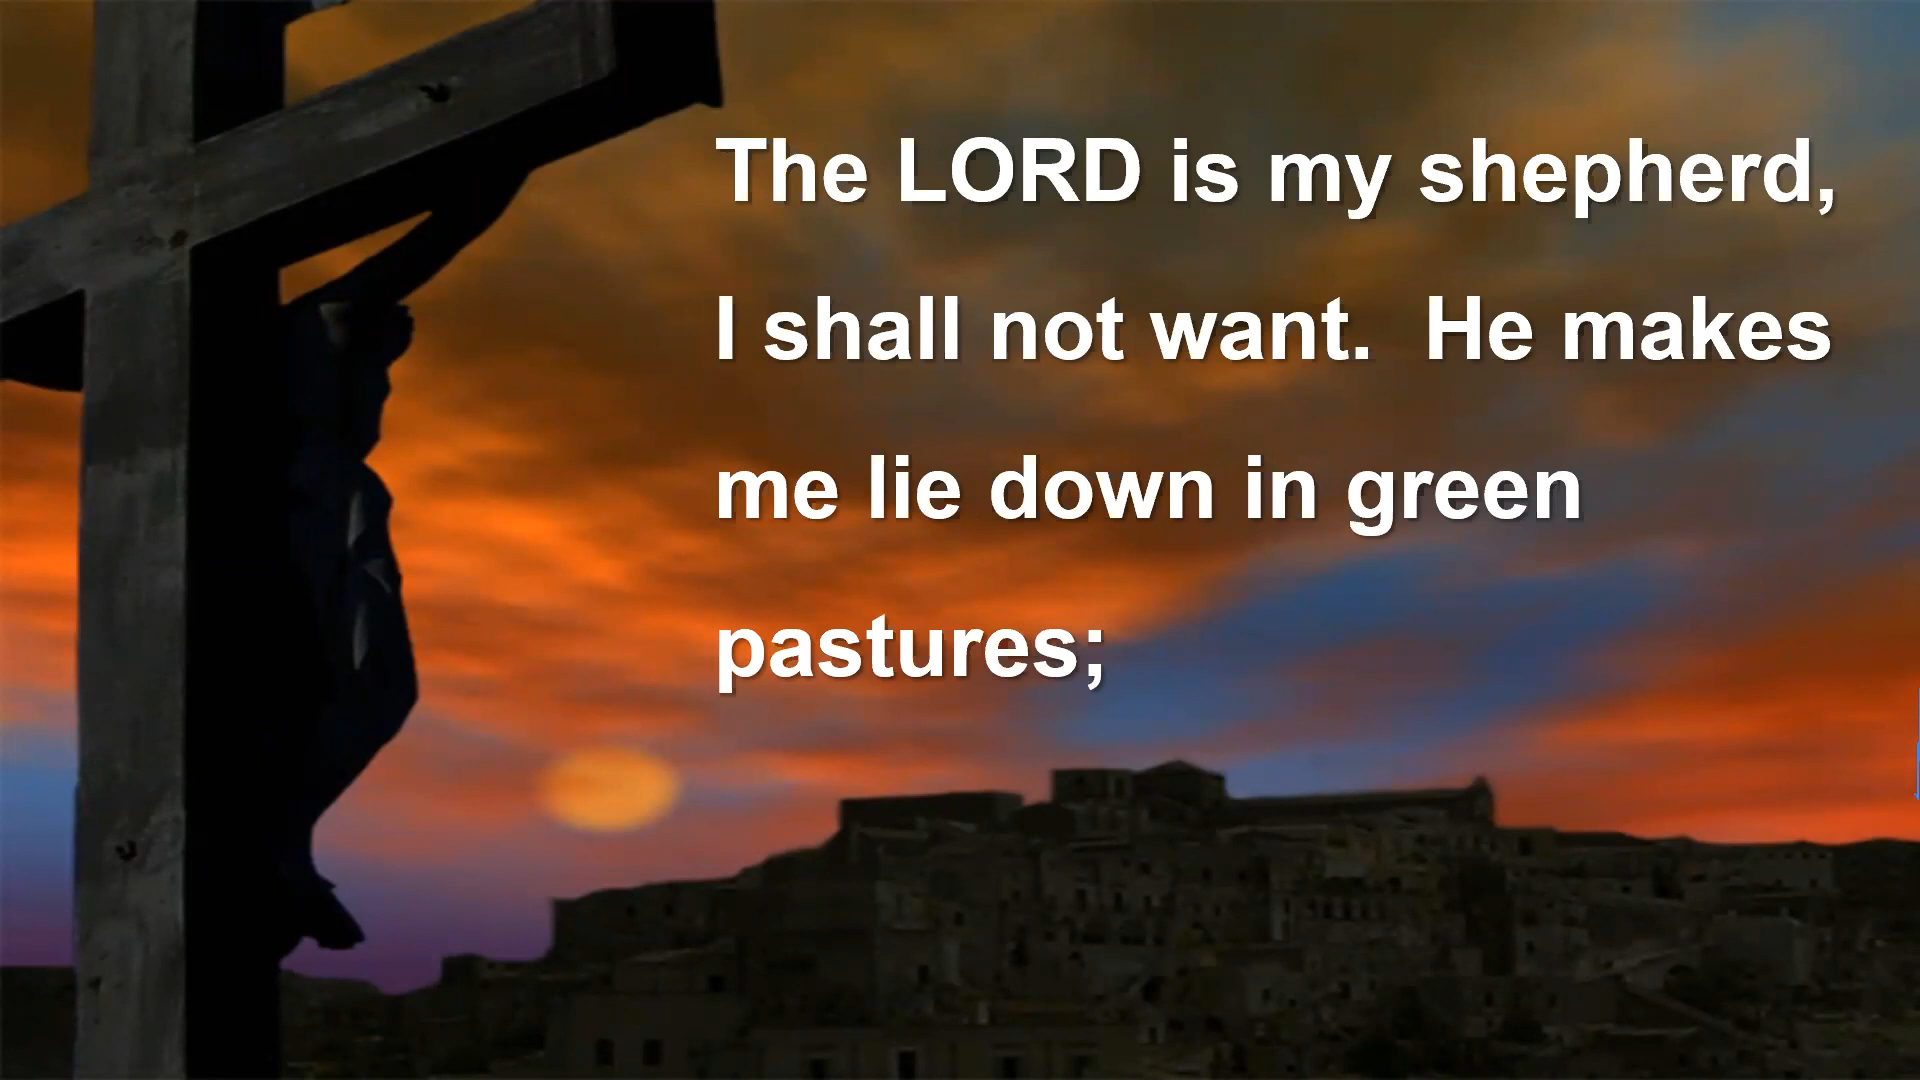 The LORD is my shepherd,
I shall not want.  He makes
me lie down in green
pastures;